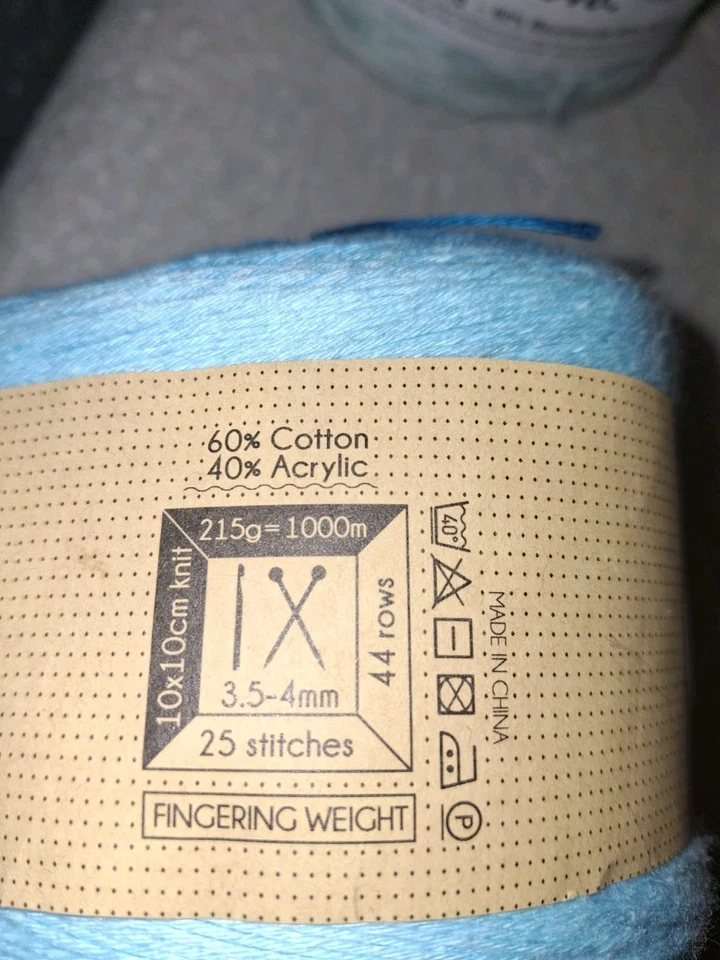 60% Cotton
40% Acrylic
215g=1000m
10x10cm knit
44 rows
3.5-4mm
25 stitches
FINGERING WEIGHT
40°
P
MADE IN CHINA